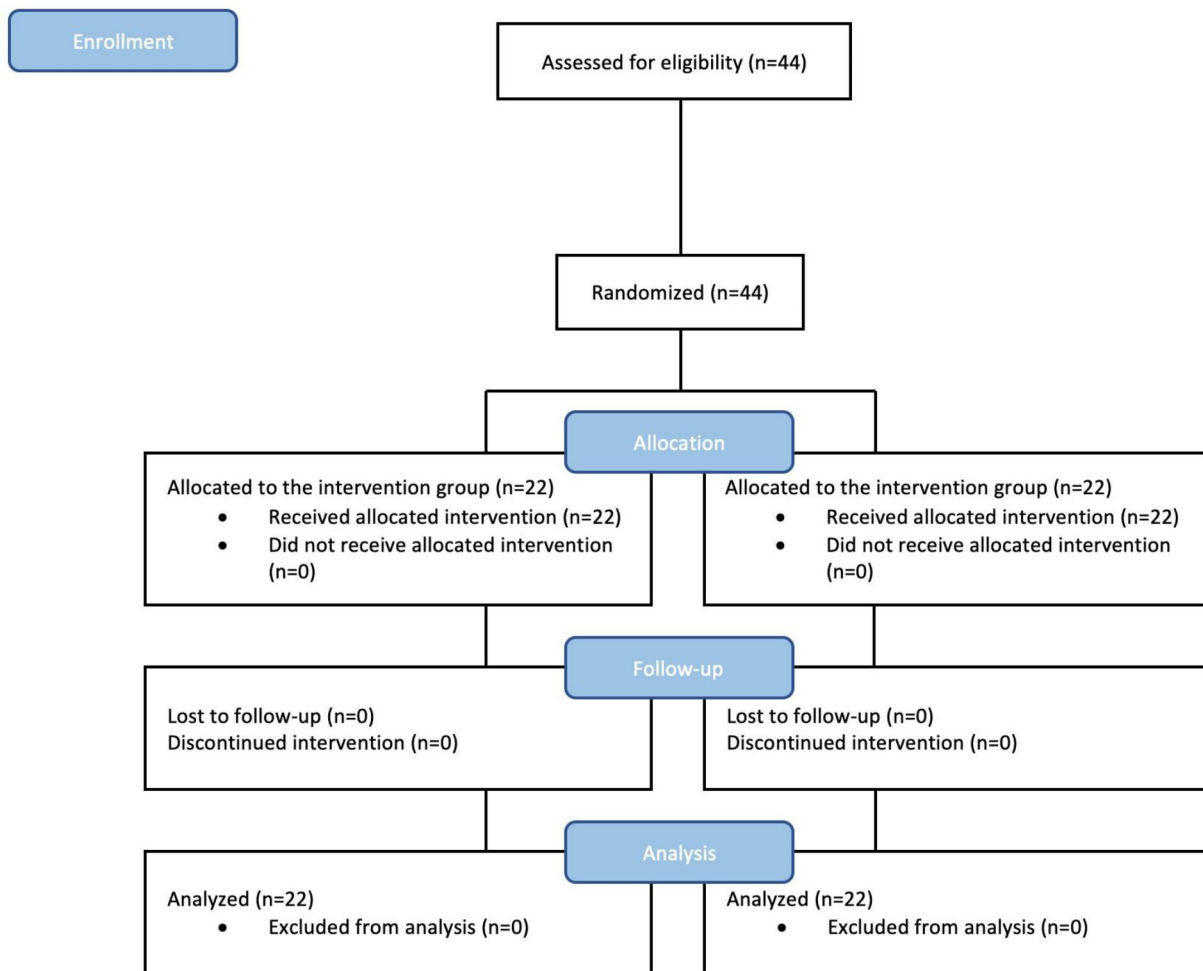 Enrollment
Assessed for eligibility (n=44)
Randomized (n=44)
Allocation
Allocated to the intervention group (n=22)
• Received allocated intervention (n=22)
• Did not receive allocated intervention
(n=0)
Allocated to the intervention group (n=22)
• Received allocated intervention (n=22)
• Did not receive allocated intervention
(n=0)
Follow-up
Lost to follow-up (n=0)
Discontinued intervention (n=0)
Lost to follow-up (n=0)
Discontinued intervention (n=0)
Analysis
Analyzed (n=22)
• Excluded from analysis (n=0)
Analyzed (n=22)
• Excluded from analysis (n=0)